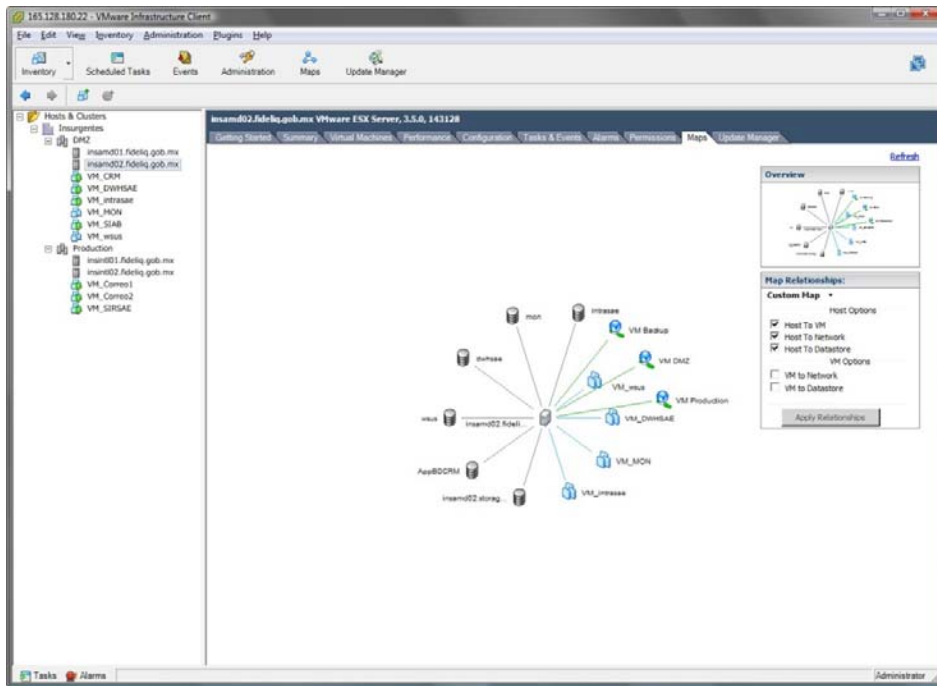 165.128.180.22 - VMware Infrastructure Client
File Edit View Inventory Administration Plugins Help
Inventory Scheduled Tasks Events Administration Maps Update Manager
Hosts & Clusters
Insurgentes
DMZ
insamd01.fideliq.gob.mx
insamd02.fideliq.gob.mx
VM_CRM
VM_DWHSAE
VM_intrasae
VM_MON
VM_SIAB
VM_wsus
Production
insintl01.fideliq.gob.mx
insintl02.fideliq.gob.mx
VM_Correo1
VM_Correo2
VM_SIRSAE
insamd02.fideliq.gob.mx VMware ESX Server, 3.5.0, 143128
Getting Started Summary Virtual Machines Performance Configuration Tasks & Events Alarms Permissions Maps Update Manager
Refresh
Overview
Map Relationships:
Custom Map
Host Options
Host To VM
Host To Network
Host To Datastore
VM Options
VM to Network
VM to Datastore
Apply Relationships
mon
intrasae
VM Backup
dwhsae
VM DMZ
VM_wsus
VM Production
wsus
insamd02.fideli...
VM_DWHSAE
AppBDCRM
VM_MON
insamd02.storag...
VM_intrasae
Tasks Alarms
Administrator